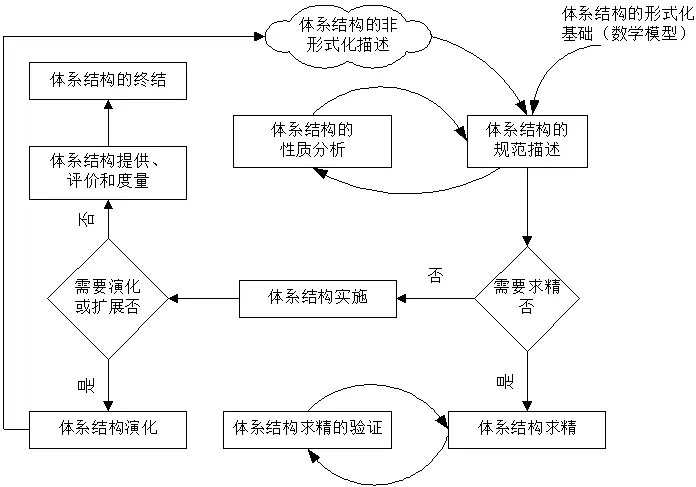 体系结构的非
形式化描述
体系结构的形式化
基础（数学模型）
体系结构的终结
体系结构的
性质分析
体系结构的
规范描述
体系结构提供、
评价和度量
否
需要演化
或扩展否
体系结构实施
否
需要求精
否
是
是
体系结构演化
体系结构求精的验证
体系结构求精